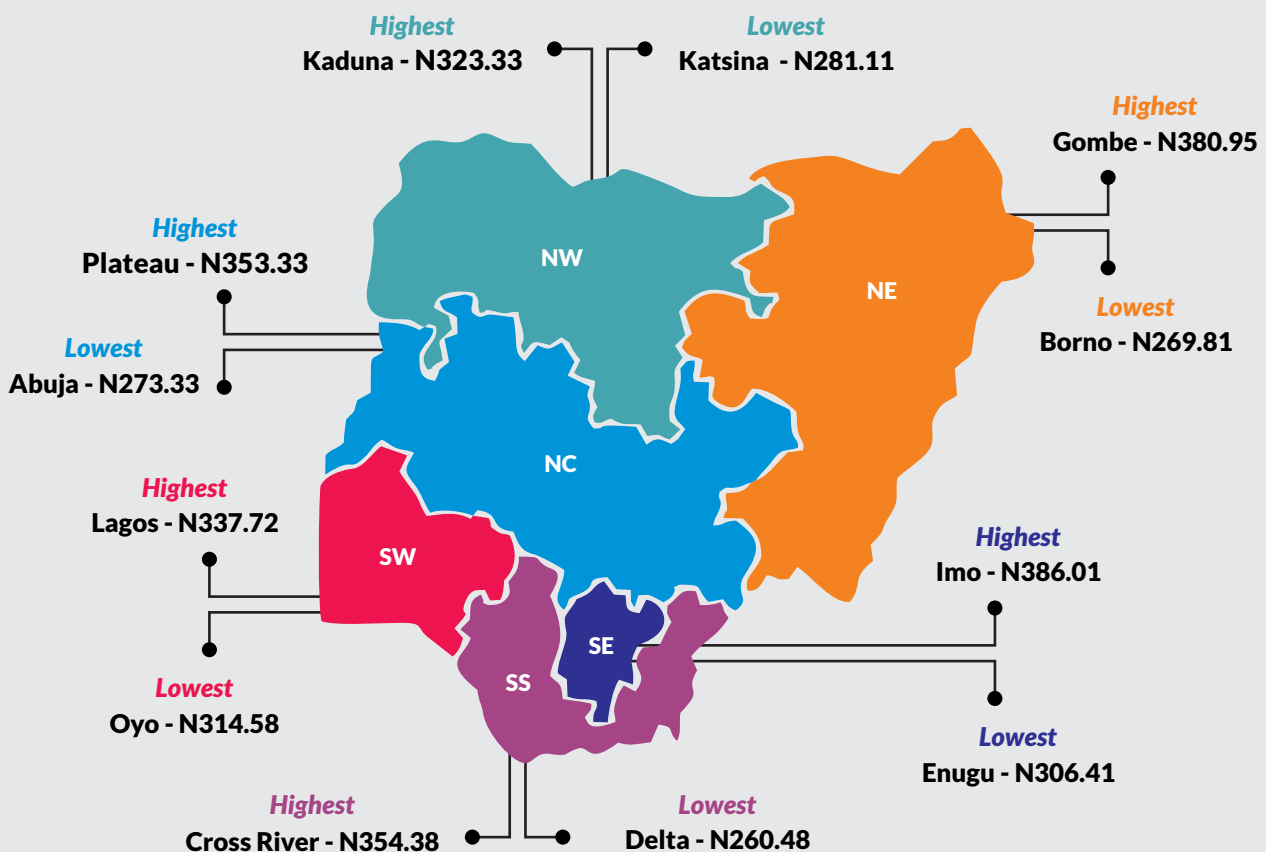 Highest
Kaduna - N323.33
Lowest
Katsina - N281.11
Highest
Gombe - N380.95
Lowest
Borno - N269.81
Highest
Plateau - N353.33
Lowest
Abuja - N273.33
NW
NE
NC
SW
SE
SS
Highest
Lagos - N337.72
Lowest
Oyo - N314.58
Highest
Imo - N386.01
Lowest
Enugu - N306.41
Highest
Cross River - N354.38
Lowest
Delta - N260.48